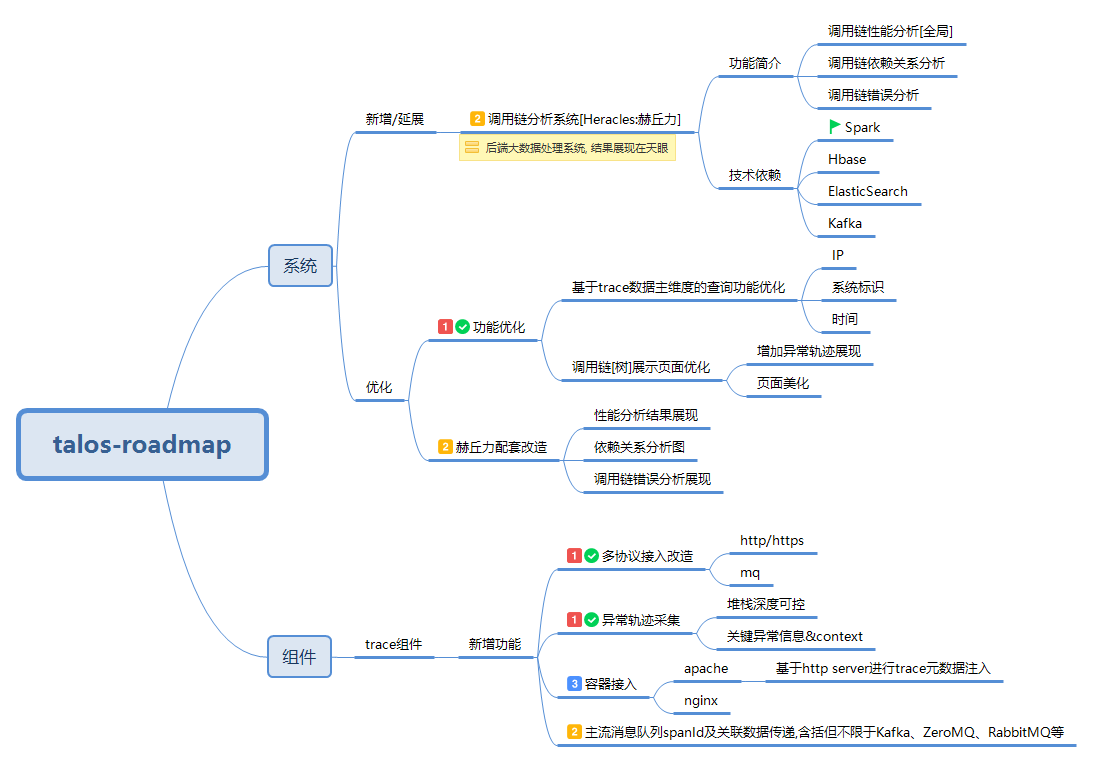 talos-roadmap
系统
新增/延展
2 调用链分析系统[Heracles:赫丘力]
后端大数据处理系统, 结果展现在天眼
功能简介
调用链性能分析[全局]
调用链依赖关系分析
调用链错误分析
技术依赖
Spark
Hbase
ElasticSearch
Kafka
优化
1 功能优化
基于trace数据主维度的查询功能优化
IP
系统标识
时间
调用链[树]展示页面优化
增加异常轨迹展现
页面美化
2 赫丘力配套改造
性能分析结果展现
依赖关系分析图
调用链错误分析展现
组件
trace组件
新增功能
1 多协议接入改造
http/https
mq
1 异常轨迹采集
堆栈深度可控
关键异常信息&context
3 容器接入
apache
基于http server进行trace元数据注入
nginx
2 主流消息队列spanId及关联数据传递,含括但不限于Kafka、ZeroMQ、RabbitMQ等